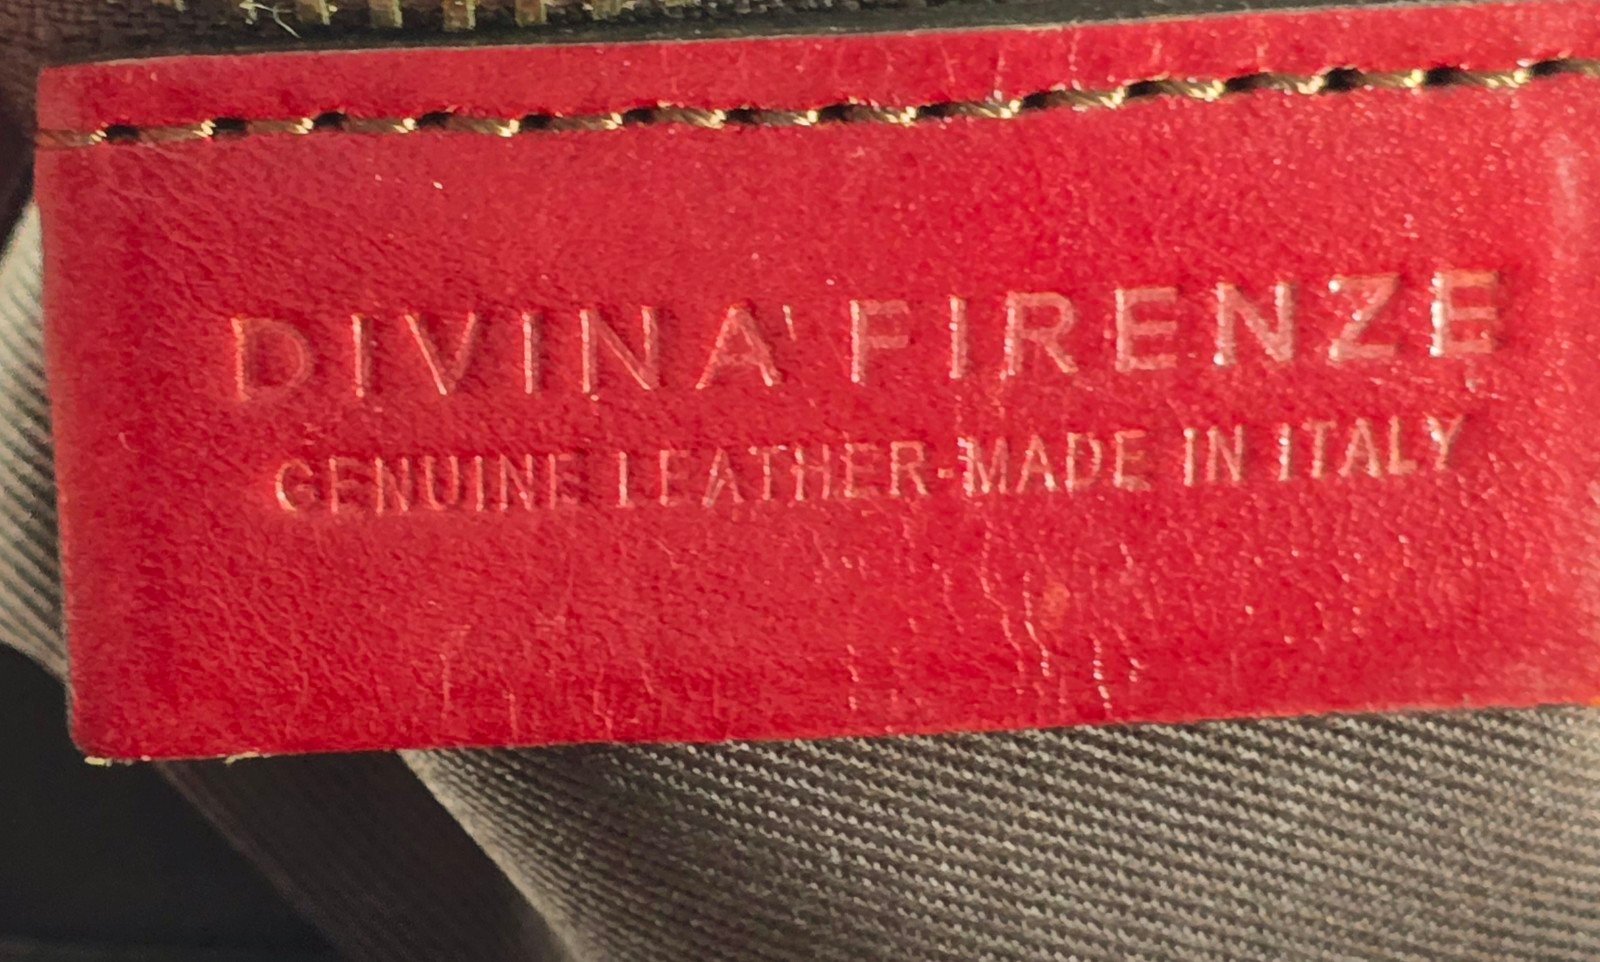 DIVINA FIRENZE
GENUINE LEATHER-MADE IN ITALY